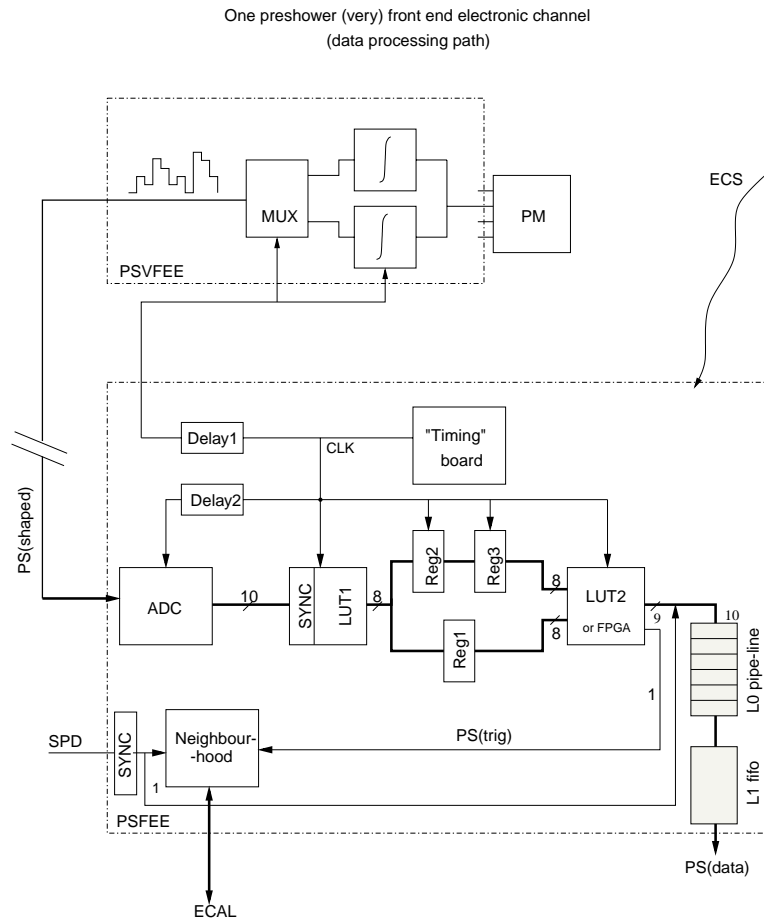 One preshower (very) front end electronic channel
(data processing path)
ECS
MUX
PM
PSVFEE
Delay1
CLK
"Timing"
board
Delay2
PS(shaped)
ADC
10
SYNC
LUT1
8
Reg2
Reg3
Reg1
8
8
LUT2
or FPGA
9
10
L0 pipe-line
1
SPD
SYNC
Neighbour-
-hood
PS(trig)
1
L1 fifo
PSFEE
PS(data)
ECAL